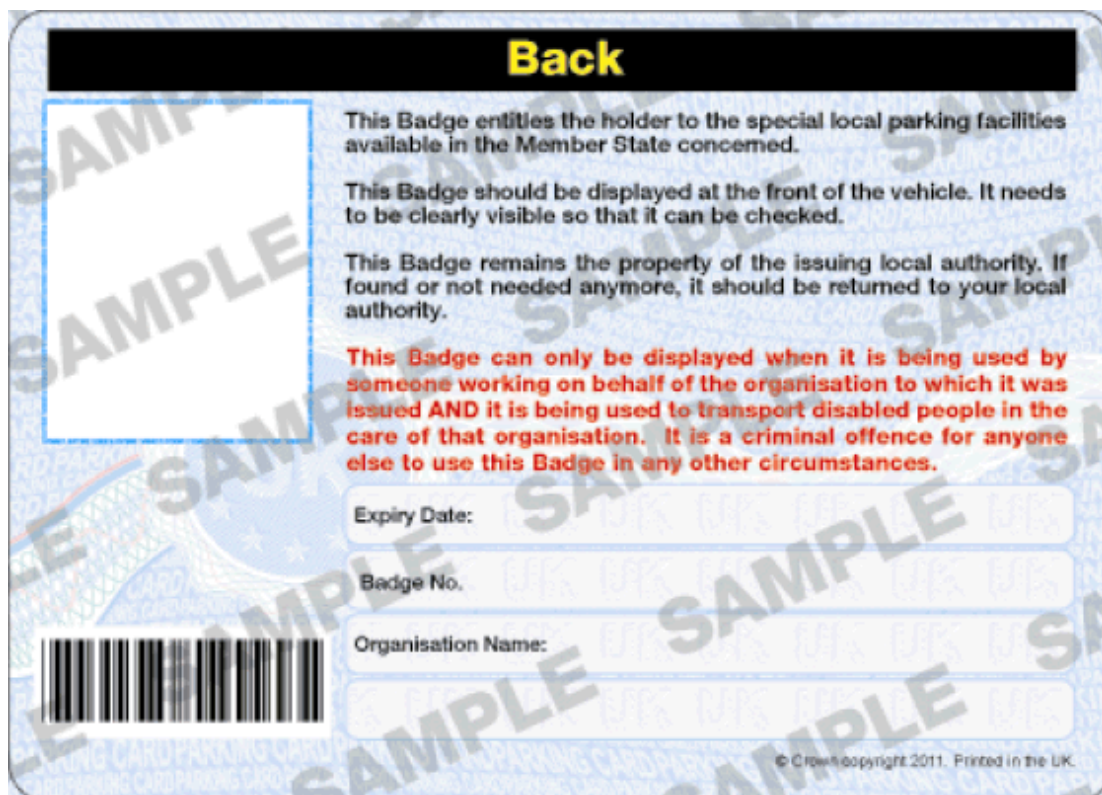 Back
This Badge entitles the holder to the special local parking facilities
available in the Member State concerned.
This Badge should be displayed at the front of the vehicle. It needs
to be clearly visible so that it can be checked.
This Badge remains the property of the issuing local authority. If
found or not needed anymore, it should be returned to your local
authority.
This Badge can only be displayed when it is being used by
someone working on behalf of the organisation to which it was
issued AND it is being used to transport disabled people in the
care of that organisation. It is a criminal offence for anyone
else to use this Badge in any other circumstances.
Expiry Date:
Badge No.
Organisation Name:
© Crown copyright 2011. Printed in the UK.
SAMPLE
SAMPLE
SAMPLE
SAMPLE
SAMPLE
SAMPLE
SAMPLE
SAMPLE